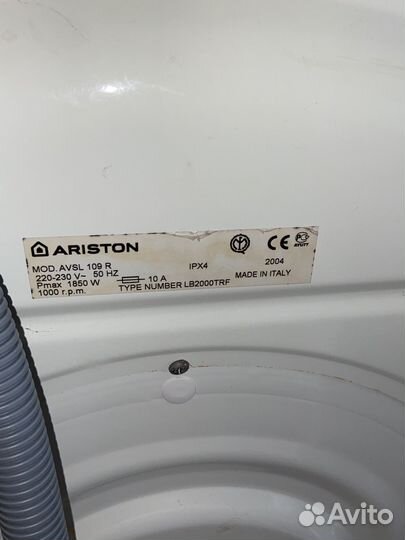 ARISTON
MOD. AVSL 109 R IPX4 2004
220-230 V~ 50 HZ 10 A MADE IN ITALY
Pmax 1850 W TYPE NUMBER LB2000TRF
1000 r.p.m.
CE PC
Avito